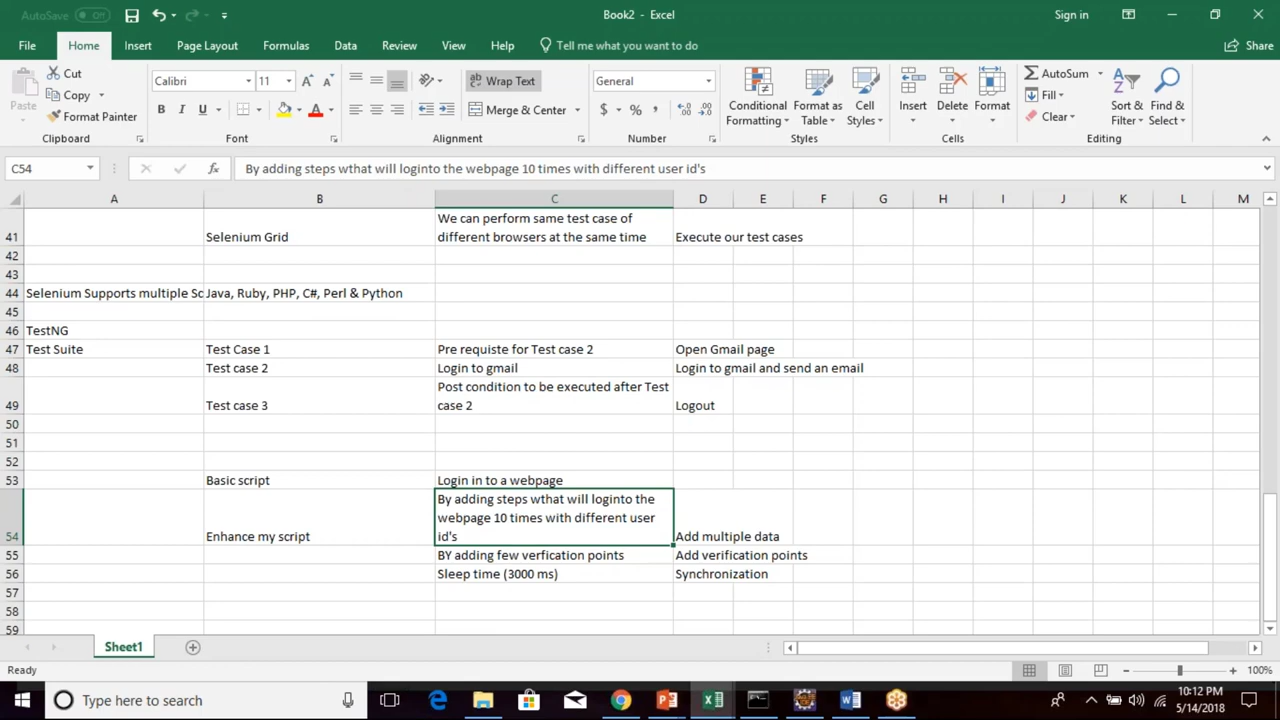 AutoSave Off
Book2 - Excel
Sign in
File Home Insert Page Layout Formulas Data Review View Help Tell me what you want to do Share
Paste
Cut
Copy
Format Painter
Clipboard
Calibri 11
B I U
Font
Wrap Text
Merge & Center
Alignment
General
$ % ,
Number
Conditional Formatting
Format as Table
Cell Styles
Styles
Insert
Delete
Format
Cells
AutoSum
Fill
Clear
Sort & Filter
Find & Select
Editing
C54 fx By adding steps wthat will loginto the webpage 10 times with different user id's
A B C D E F G H I J K L M
We can perform same test case of
41 Selenium Grid different browsers at the same time Execute our test cases
42
43
44 Selenium Supports multiple Sc Java, Ruby, PHP, C#, Perl & Python
45
46 TestNG
47 Test Suite Test Case 1 Pre requiste for Test case 2 Open Gmail page
48 Test case 2 Login to gmail Login to gmail and send an email
Post condition to be executed after Test
49 Test case 3 case 2 Logout
50
51
52
53 Basic script Login in to a webpage
By adding steps wthat will loginto the
webpage 10 times with different user
54 Enhance my script id's Add multiple data
55 BY adding few verfication points Add verification points
56 Sleep time (3000 ms) Synchronization
57
58
59
Sheet1
Ready
100%
Type here to search
10:12 PM
5/14/2018